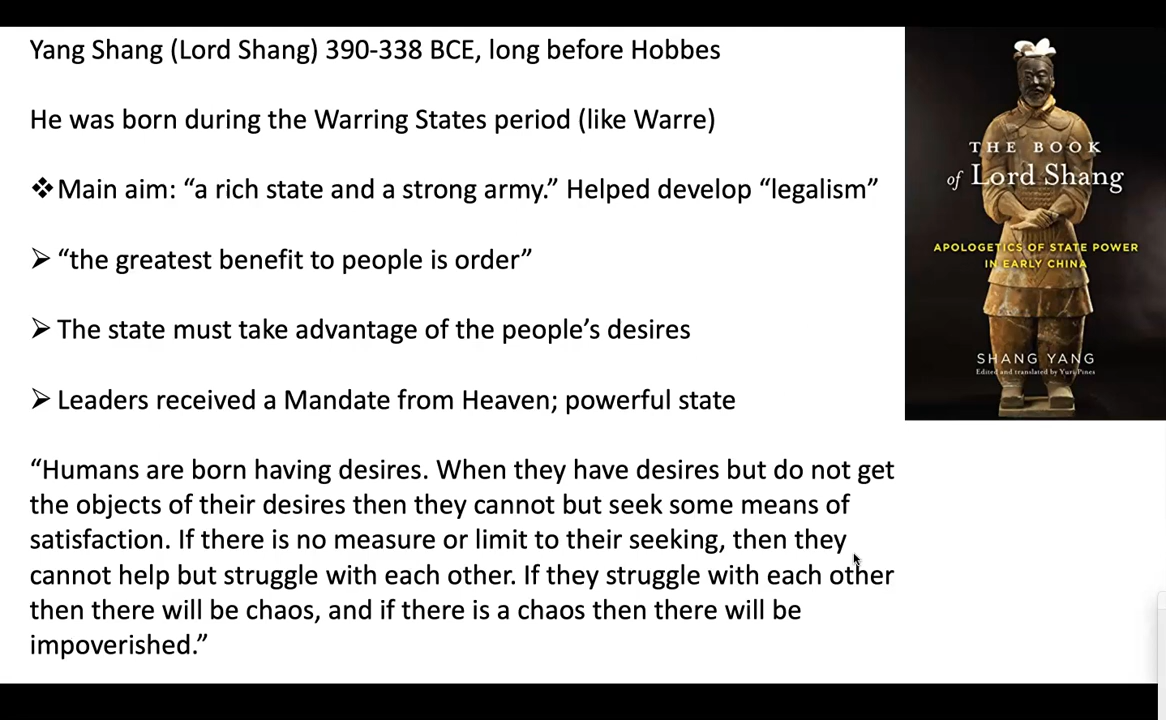 Yang Shang (Lord Shang) 390-338 BCE, long before Hobbes
He was born during the Warring States period (like Warre)
❖Main aim: “a rich state and a strong army.” Helped develop “legalism”
➢ “the greatest benefit to people is order”
➢ The state must take advantage of the people’s desires
➢ Leaders received a Mandate from Heaven; powerful state
“Humans are born having desires. When they have desires but do not get
the objects of their desires then they cannot but seek some means of
satisfaction. If there is no measure or limit to their seeking, then they
cannot help but struggle with each other. If they struggle with each other
then there will be chaos, and if there is a chaos then there will be
impoverished.”
THE BOOK
of Lord Shang
APOLOGETICS OF STATE POWER
IN EARLY CHINA
SHANG YANG
Edited and translated by Yuri Pines